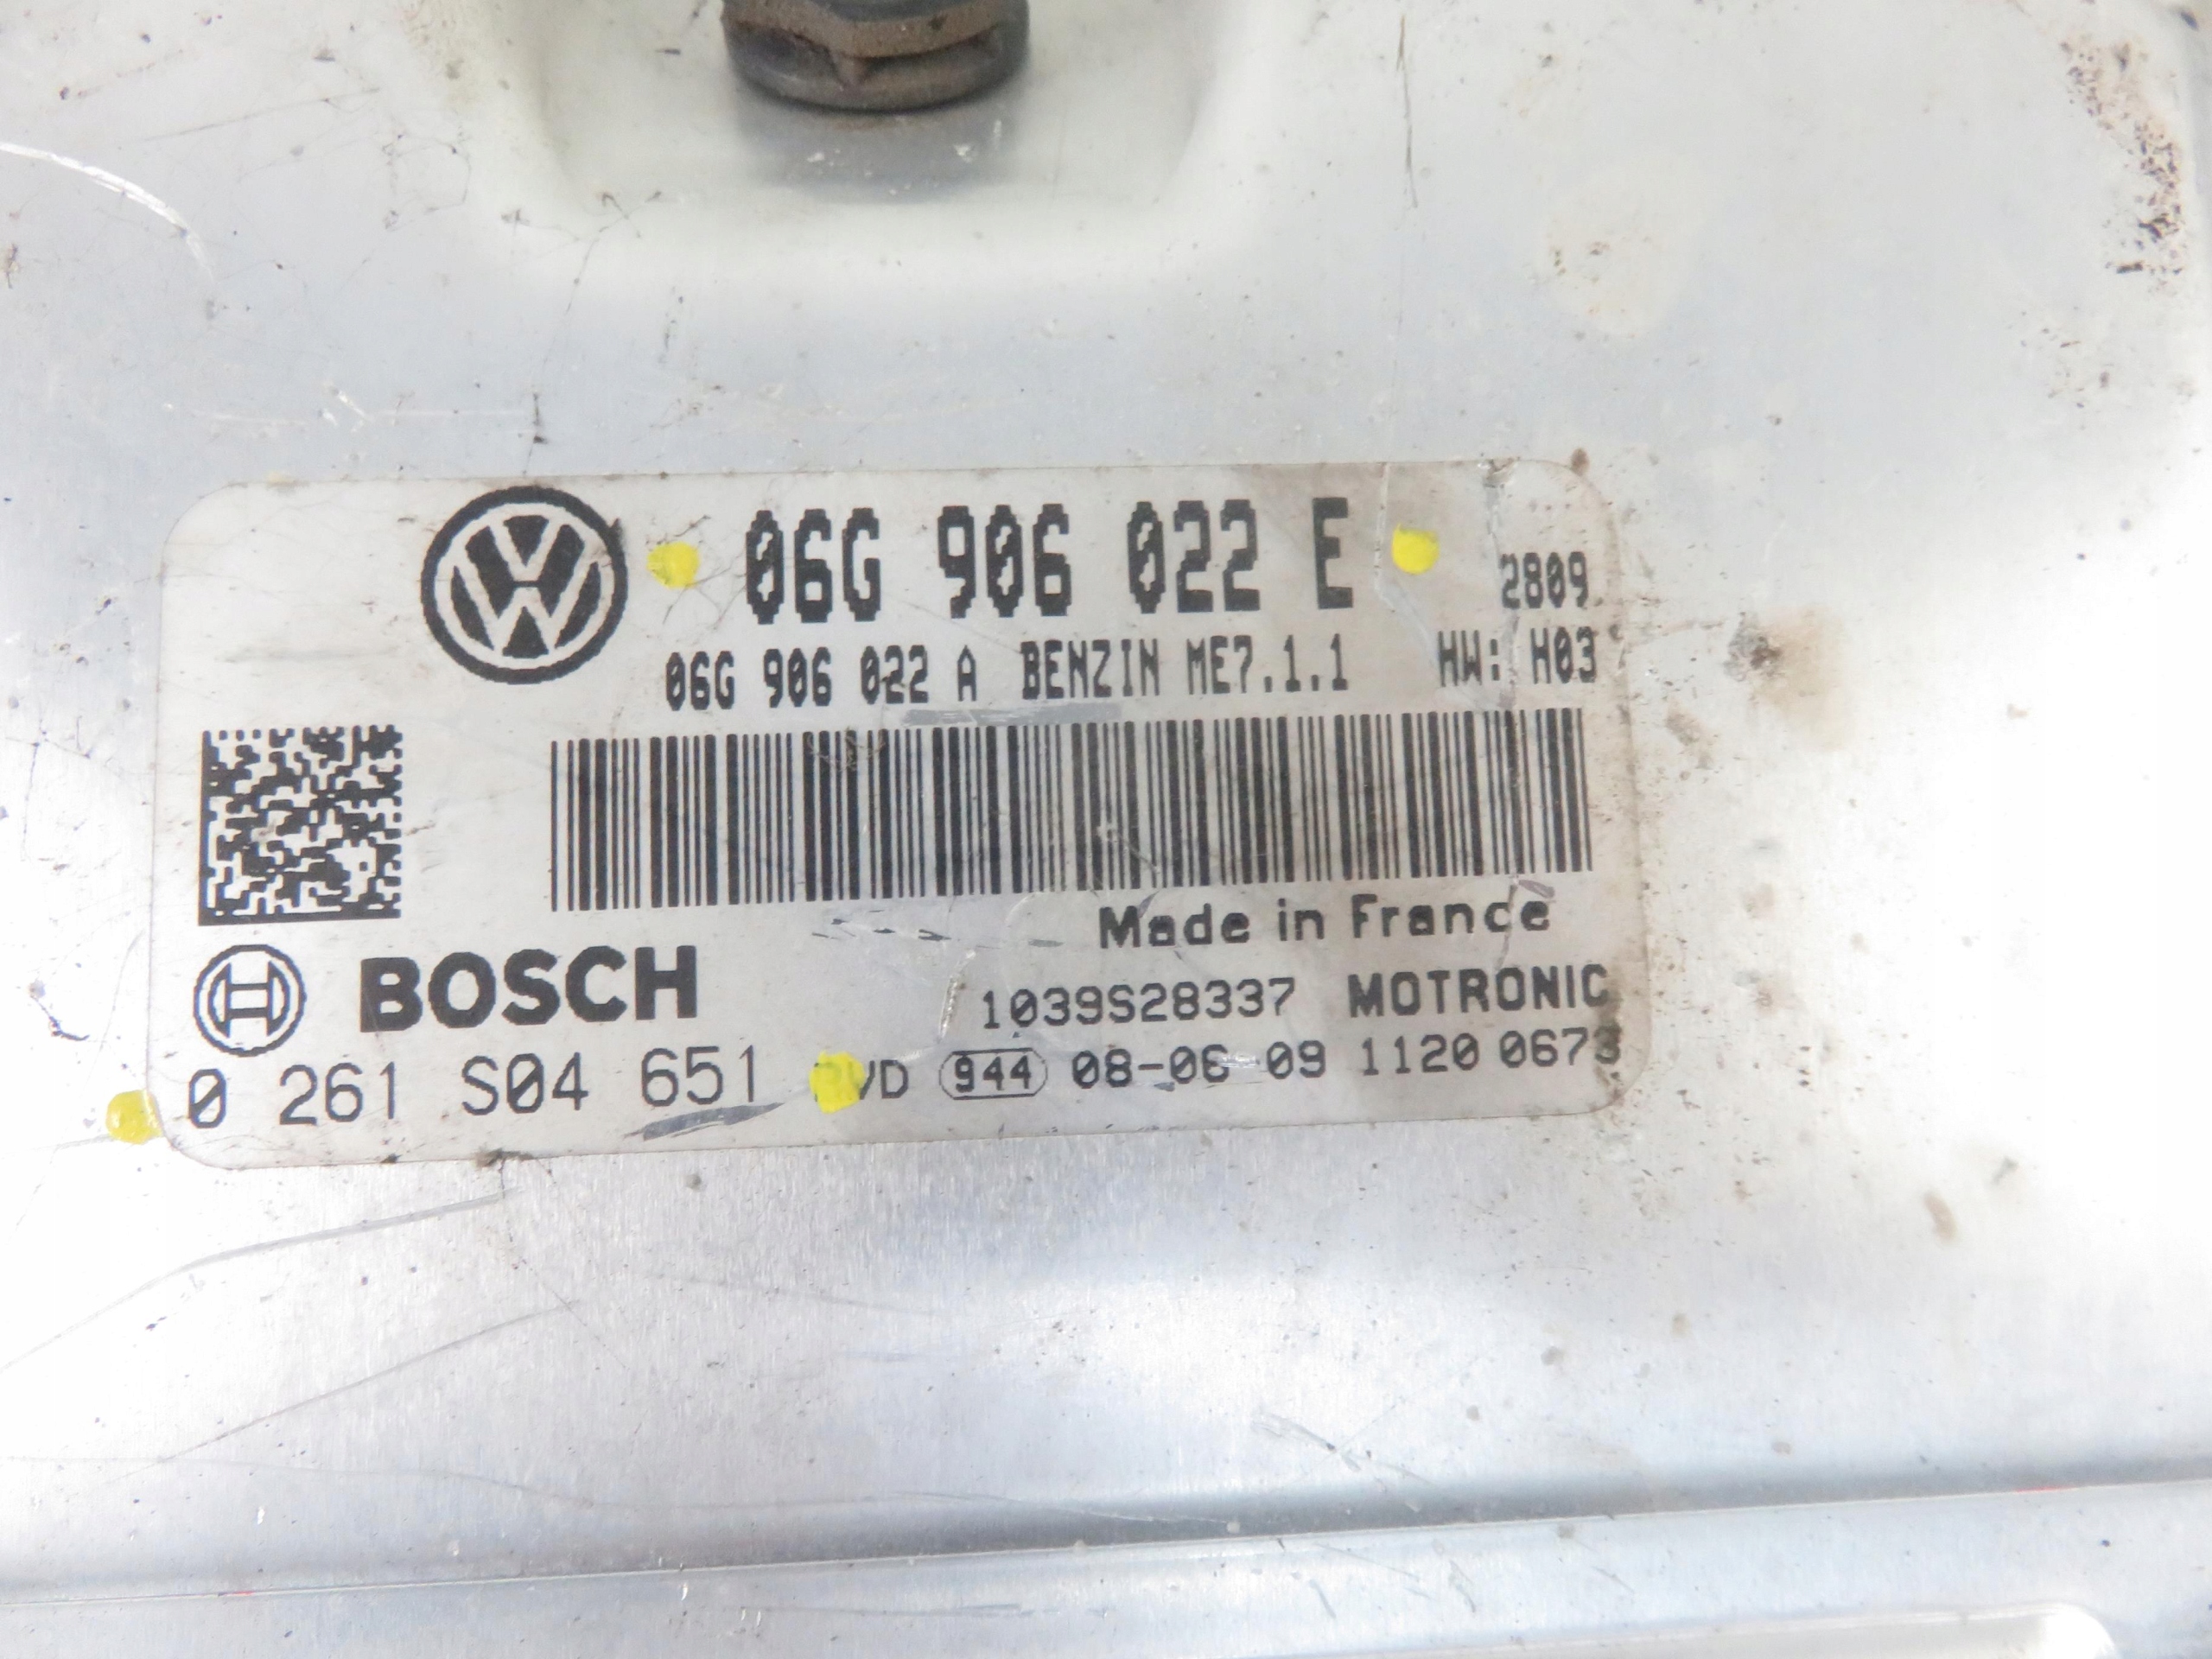 06G 906 022 E 2809
06G 906 022 A BENZIN ME7.1.1 HW: H03
Made in France
BOSCH 1039S28337 MOTRONIC
0 261 S04 651 944 08-06-09 1120 0673